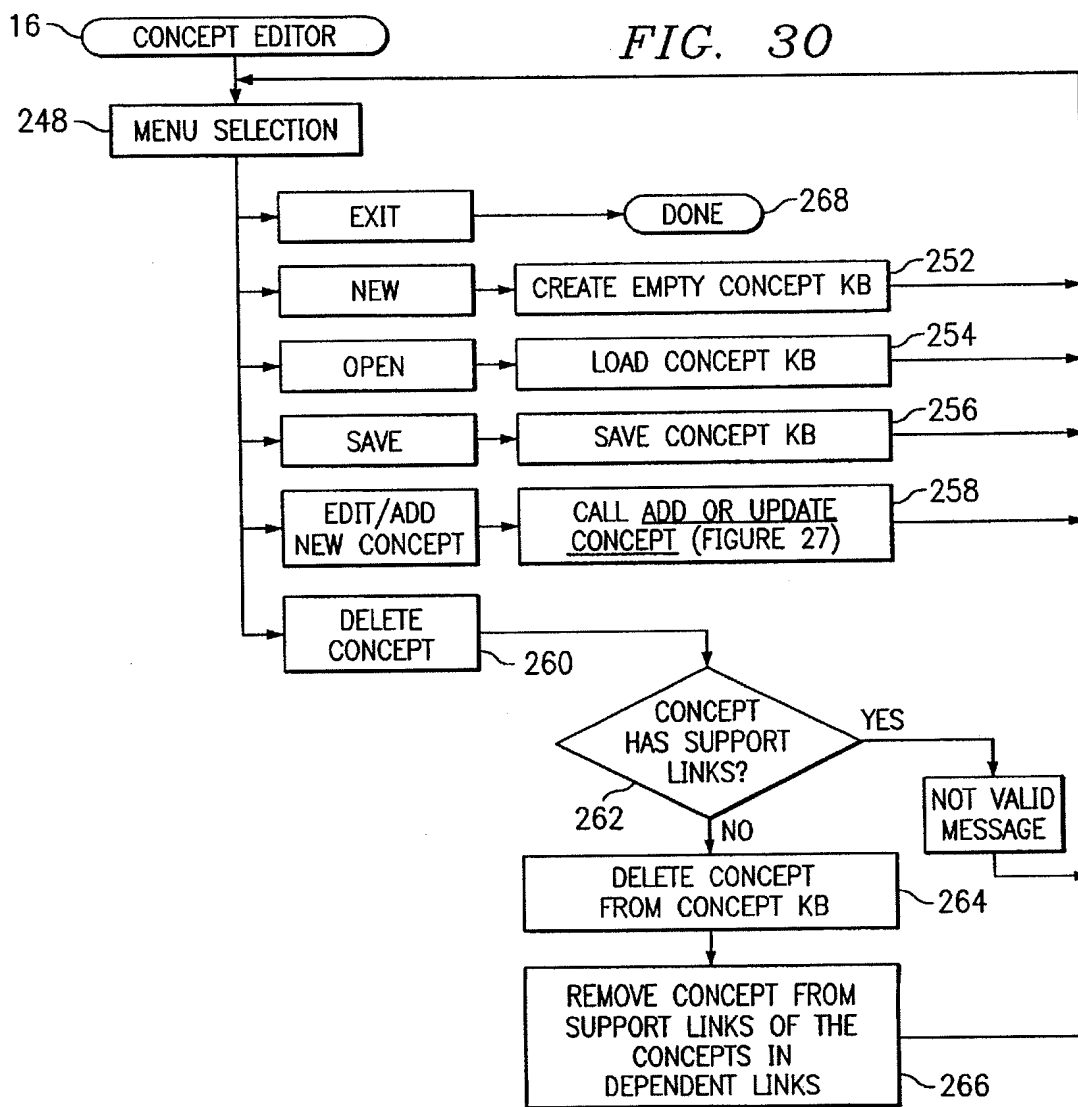 FIG. 30
16
CONCEPT EDITOR
248
MENU SELECTION
EXIT
DONE
268
NEW
CREATE EMPTY CONCEPT KB
252
OPEN
LOAD CONCEPT KB
254
SAVE
SAVE CONCEPT KB
256
EDIT/ADD
NEW CONCEPT
CALL ADD OR UPDATE
CONCEPT (FIGURE 27)
258
DELETE
CONCEPT
260
CONCEPT
HAS SUPPORT
LINKS?
262
YES
NOT VALID
MESSAGE
NO
DELETE CONCEPT
FROM CONCEPT KB
264
REMOVE CONCEPT FROM
SUPPORT LINKS OF THE
CONCEPTS IN
DEPENDENT LINKS
266